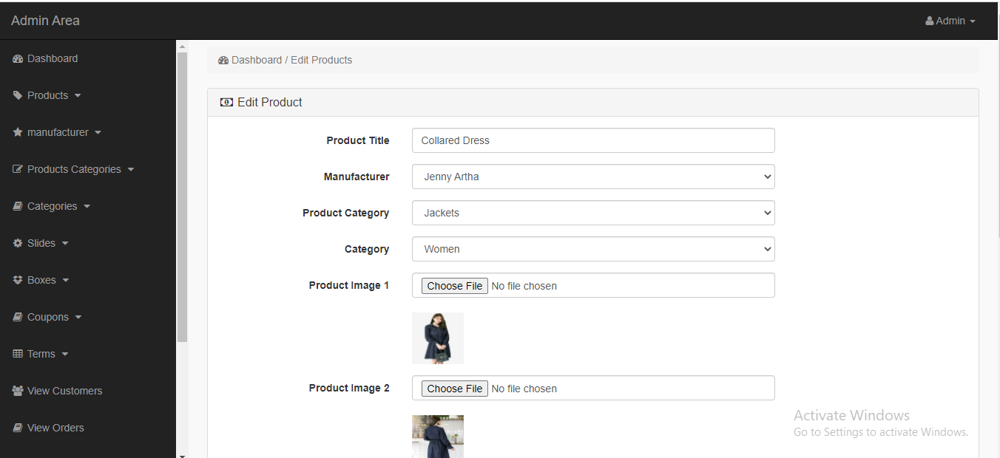 Admin Area
Admin
Dashboard
Products
manufacturer
Products Categories
Categories
Slides
Boxes
Coupons
Terms
View Customers
View Orders
Dashboard / Edit Products
Edit Product
Product Title Collared Dress
Manufacturer Jenny Artha
Product Category Jackets
Category Women
Product Image 1 Choose File No file chosen
Product Image 2 Choose File No file chosen
Activate Windows
Go to Settings to activate Windows.